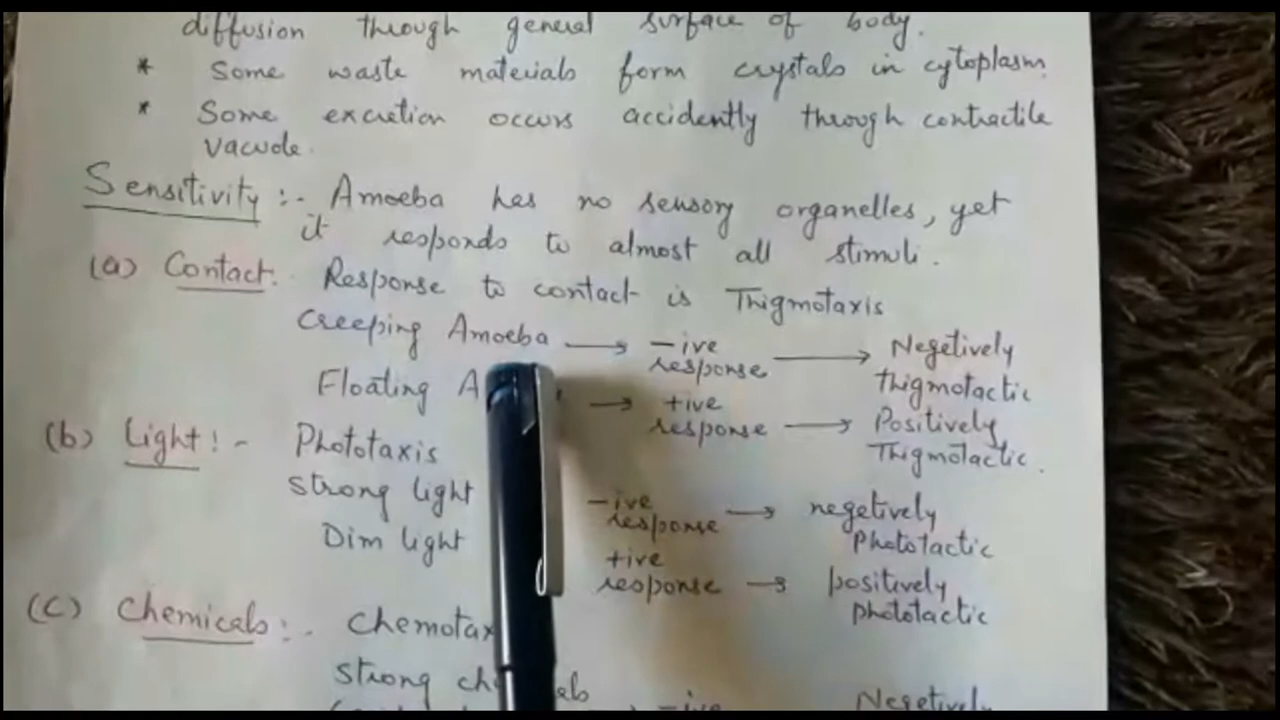 diffusion through general surface of body.
* Some waste materials form crystals in cytoplasm
* Some excretion occurs accidently through contractile
vacuole.
Sensitivity :- Amoeba has no sensory organelles, yet
it responds to almost all stimuli.
(a) Contact. Response to contact is Thigmotaxis
Creeping Amoeba → -ive response → Negetively Thigmotactic
Floating A → +ive response → Positively Thigmotactic.
(b) Light :- Phototaxis
Strong light -ive response → negetively Phototactic
Dim light +ive response → positively phototactic
(c) Chemicals :- Chemotax
Strong ch
-ive Negetively